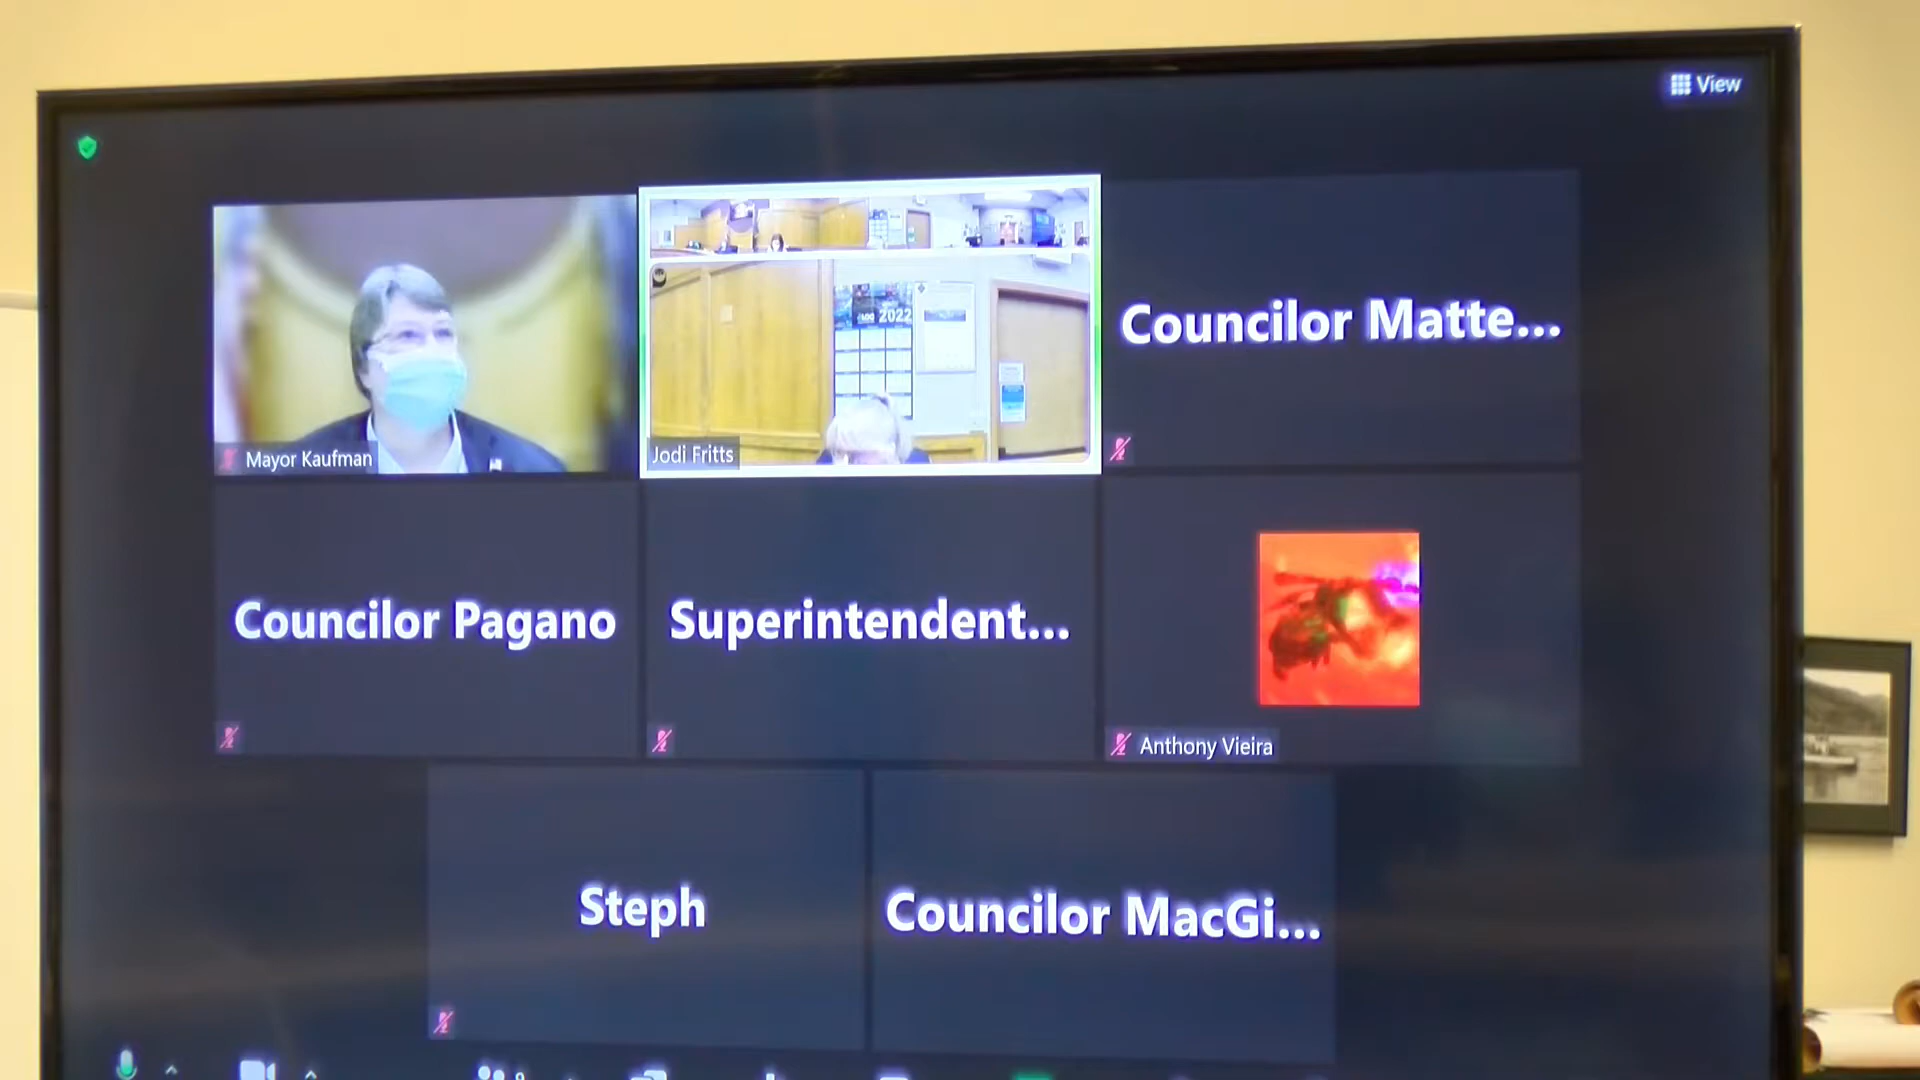 View
2022
Mayor Kaufman
Jodi Fritts
Councilor Matte...
Councilor Pagano
Superintendent...
Anthony Vieira
Steph
Councilor MacGi...